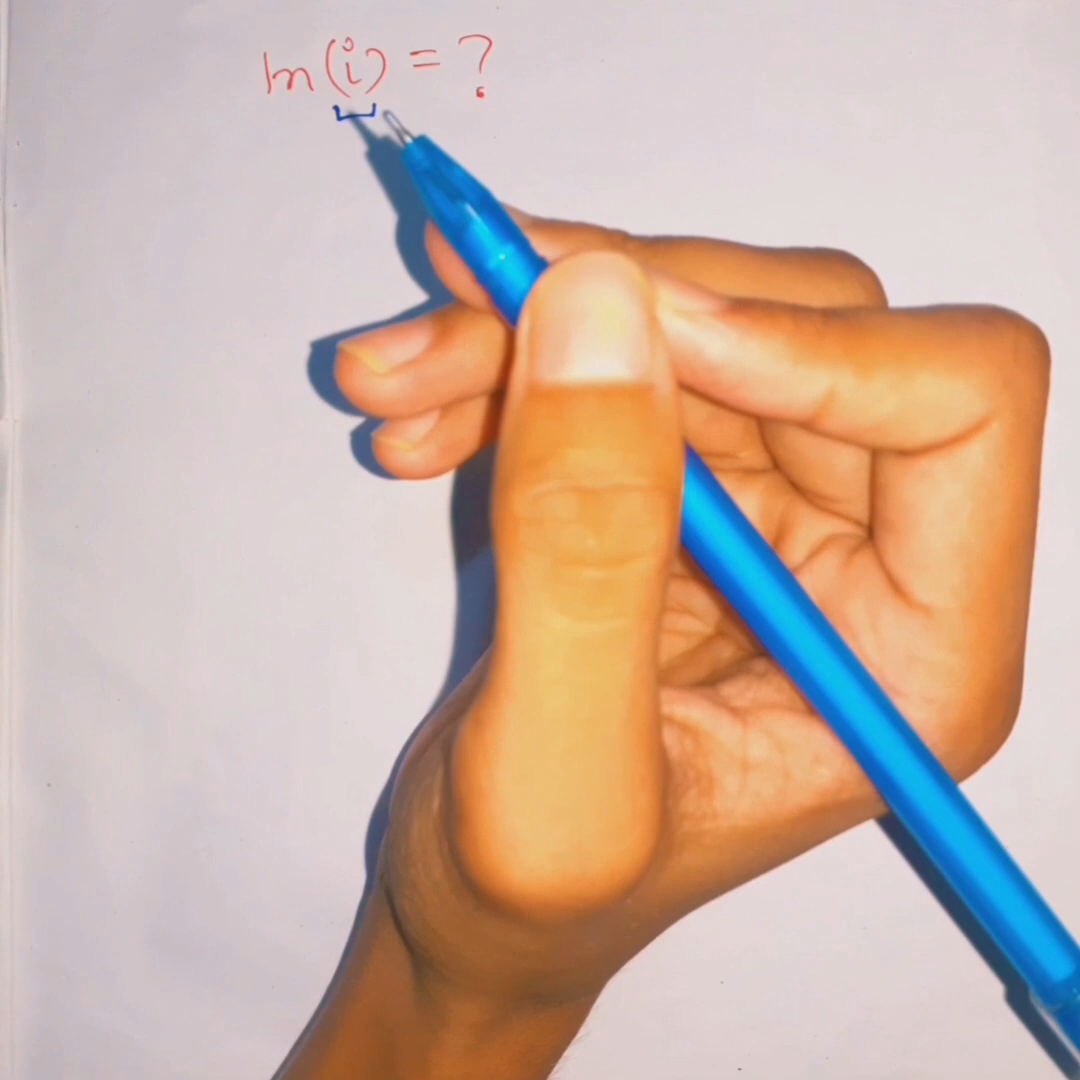 ln(i) = ?